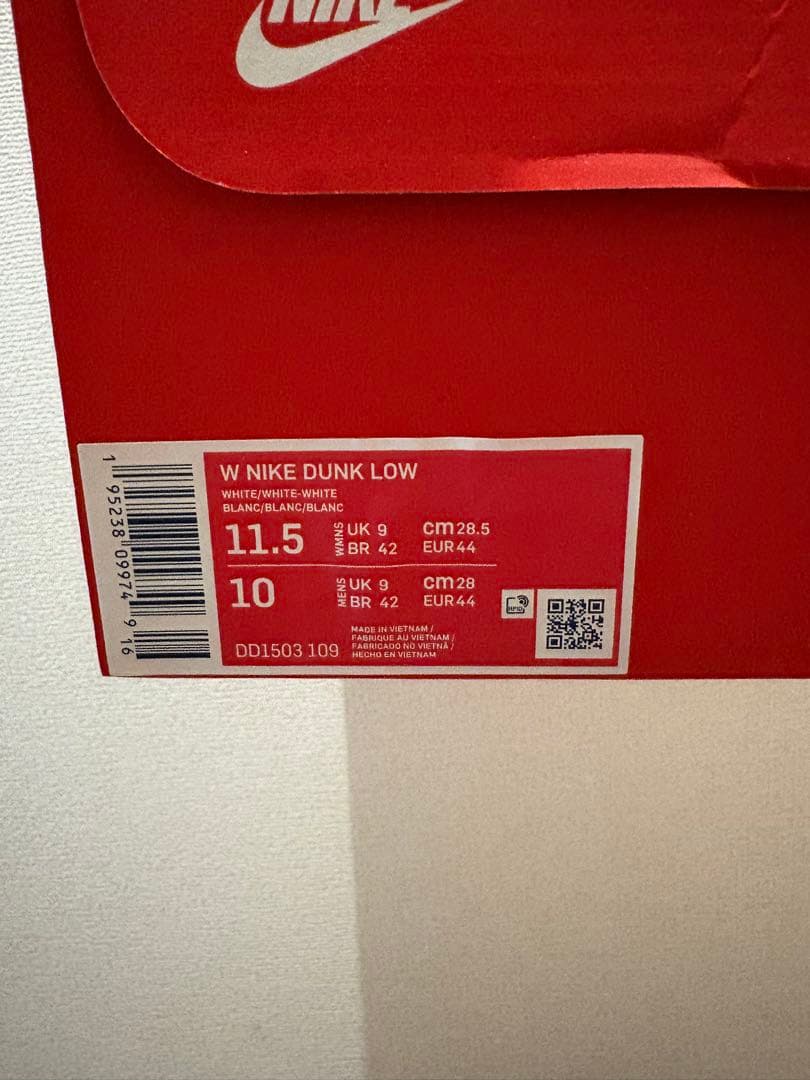 NIKE
W NIKE DUNK LOW
WHITE/WHITE-WHITE
BLANC/BLANC/BLANC
11.5 WMNS UK 9 cm 28.5
BR 42 EUR 44
10 MENS UK 9 cm 28
BR 42 EUR 44
RFID
DD1503 109
MADE IN VIETNAM /
FABRIQUE AU VIETNAM /
FABRICADO NO VIETNÃ /
HECHO EN VIETNAM
1 95238 09974 9 16